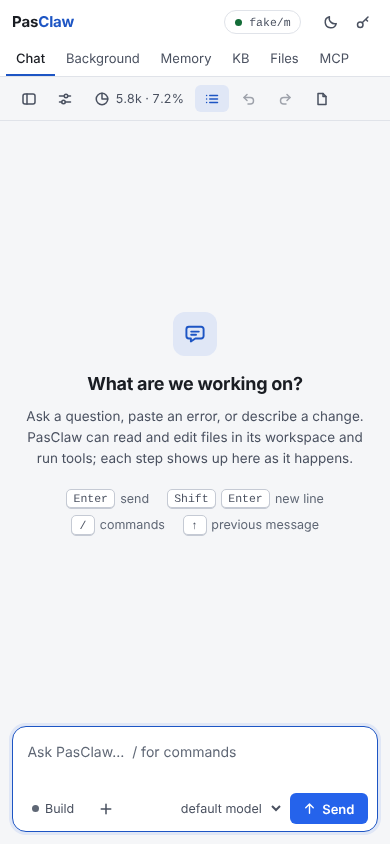 PasClaw
fake/m
Chat Background Memory KB Files MCP
5.8k · 7.2%
What are we working on?
Ask a question, paste an error, or describe a change.
PasClaw can read and edit files in its workspace and
run tools; each step shows up here as it happens.
Enter send Shift Enter new line
/ commands ↑ previous message
Ask PasClaw... / for commands
Build + default model ↑ Send